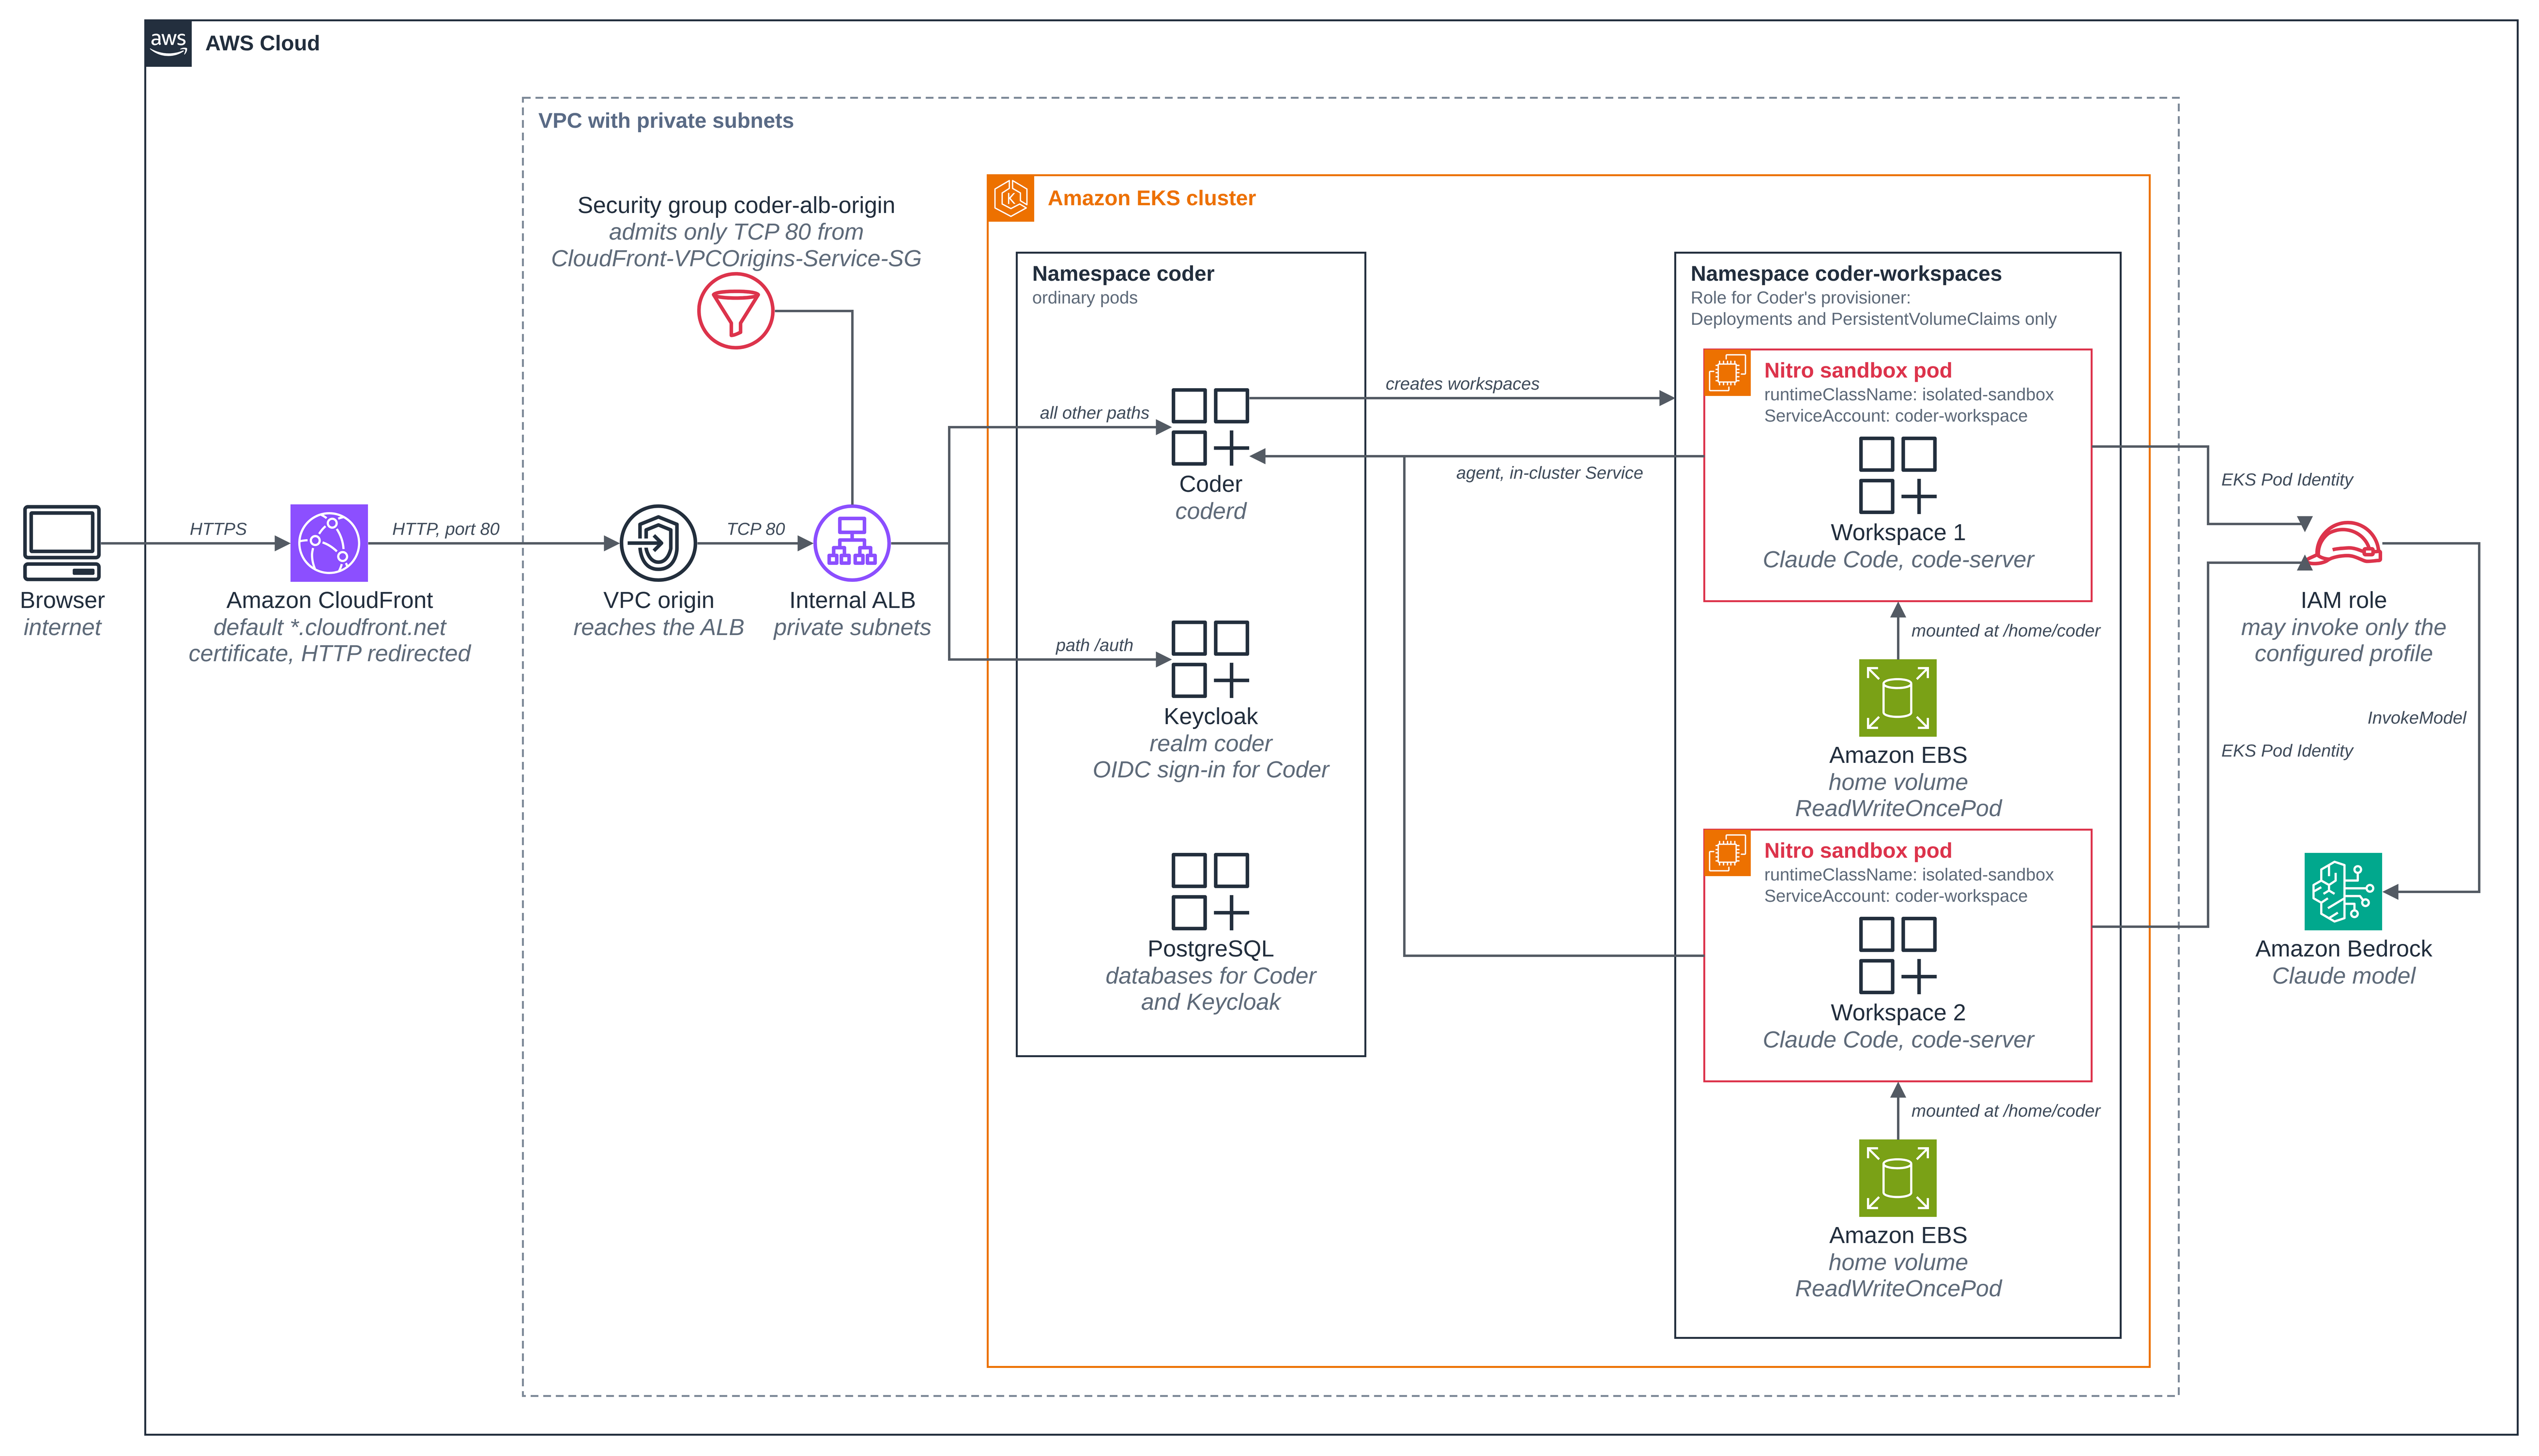 aws
AWS Cloud
VPC with private subnets
Security group coder-alb-origin
admits only TCP 80 from
CloudFront-VPCOrigins-Service-SG
Amazon EKS cluster
Namespace coder
ordinary pods
Namespace coder-workspaces
Role for Coder's provisioner:
Deployments and PersistentVolumeClaims only
Nitro sandbox pod
runtimeClassName: isolated-sandbox
ServiceAccount: coder-workspace
creates workspaces
all other paths
agent, in-cluster Service
Coder
coderd
Workspace 1
Claude Code, code-server
EKS Pod Identity
HTTPS
HTTP, port 80
TCP 80
Browser
internet
Amazon CloudFront
default *.cloudfront.net
certificate, HTTP redirected
VPC origin
reaches the ALB
Internal ALB
private subnets
path /auth
mounted at /home/coder
IAM role
may invoke only the
configured profile
Keycloak
realm coder
OIDC sign-in for Coder
Amazon EBS
home volume
ReadWriteOncePod
InvokeModel
EKS Pod Identity
Nitro sandbox pod
runtimeClassName: isolated-sandbox
ServiceAccount: coder-workspace
PostgreSQL
databases for Coder
and Keycloak
Workspace 2
Claude Code, code-server
Amazon Bedrock
Claude model
mounted at /home/coder
Amazon EBS
home volume
ReadWriteOncePod